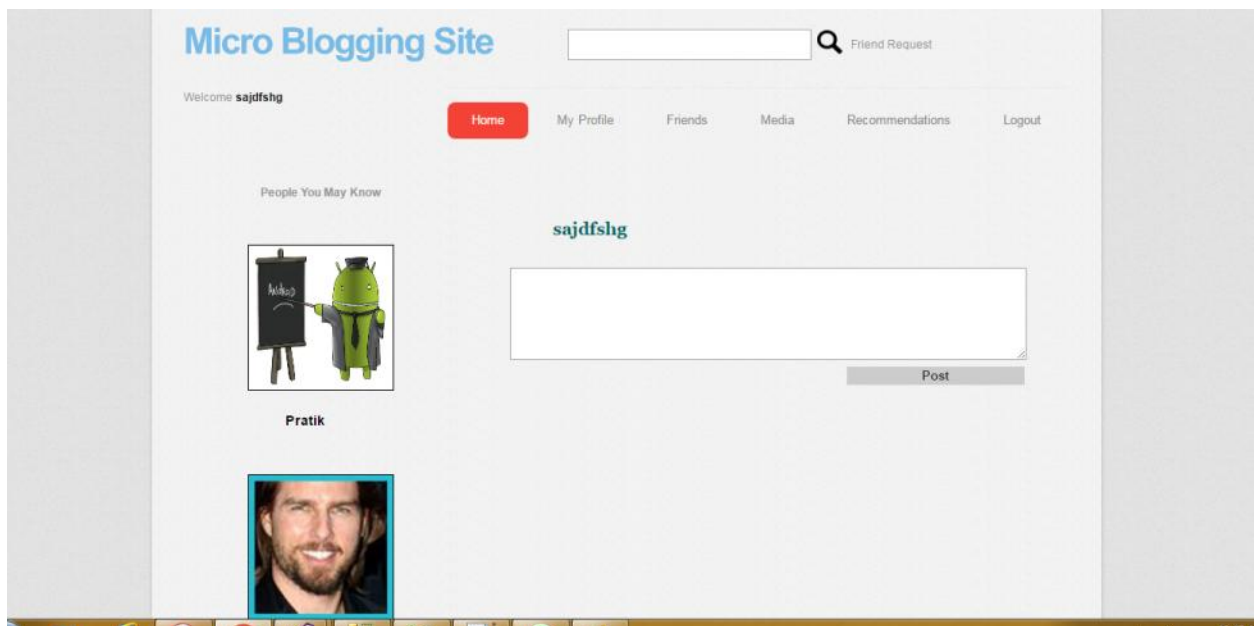 Micro Blogging Site
Friend Request
Welcome sajdfshg
Home My Profile Friends Media Recommendations Logout
People You May Know
sajdfshg
Android
Post
Pratik